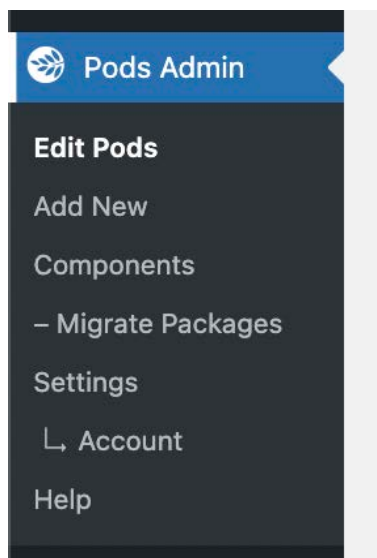 Pods Admin
Edit Pods
Add New
Components
– Migrate Packages
Settings
Account
Help